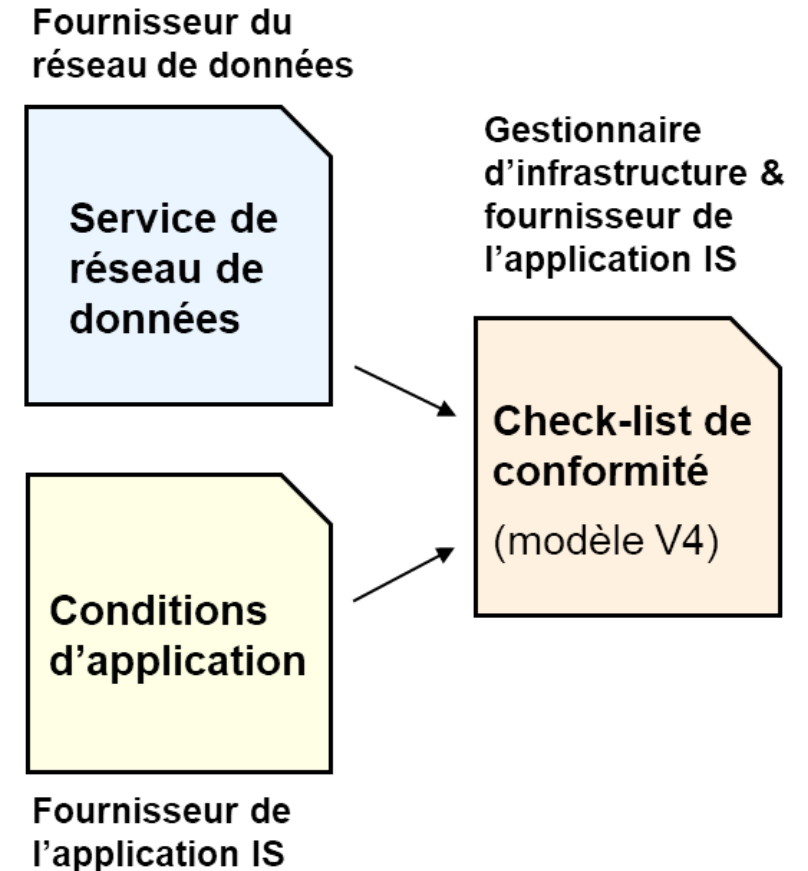 Fournisseur du
réseau de données
Service de
réseau de
données
Gestionnaire
d’infrastructure &
fournisseur de
l’application IS
Check-list de
conformité
(modèle V4)
Conditions
d’application
Fournisseur de
l’application IS